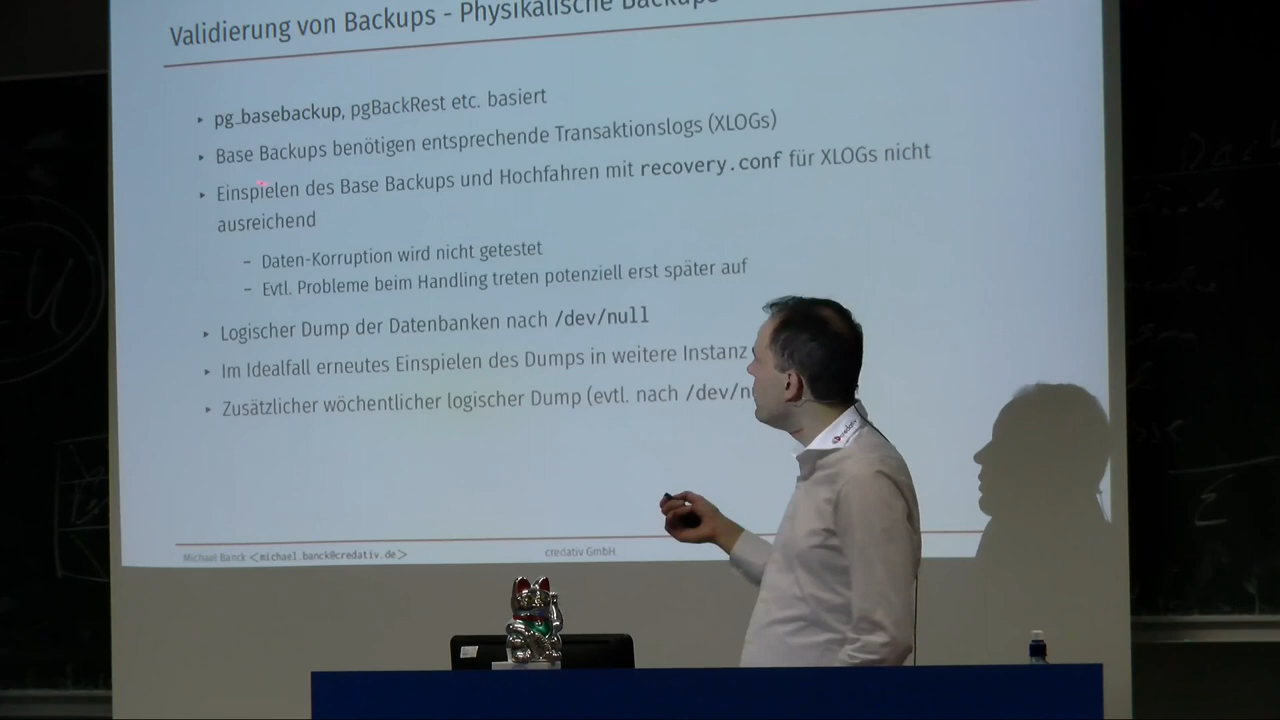 Validierung von Backups - Physikalische Backups
▸ pg_basebackup, pgBackRest etc. basiert
▸ Base Backups benötigen entsprechende Transaktionslogs (XLOGs)
▸ Einspielen des Base Backups und Hochfahren mit recovery.conf für XLOGs nicht
ausreichend
– Daten-Korruption wird nicht getestet
– Evtl. Probleme beim Handling treten potenziell erst später auf
▸ Logischer Dump der Datenbanken nach /dev/null
▸ Im Idealfall erneutes Einspielen des Dumps in weitere Instanz
▸ Zusätzlicher wöchentlicher logischer Dump (evtl. nach
Michael Banck <michael.banck@credativ.de>
credativ GmbH
credativ